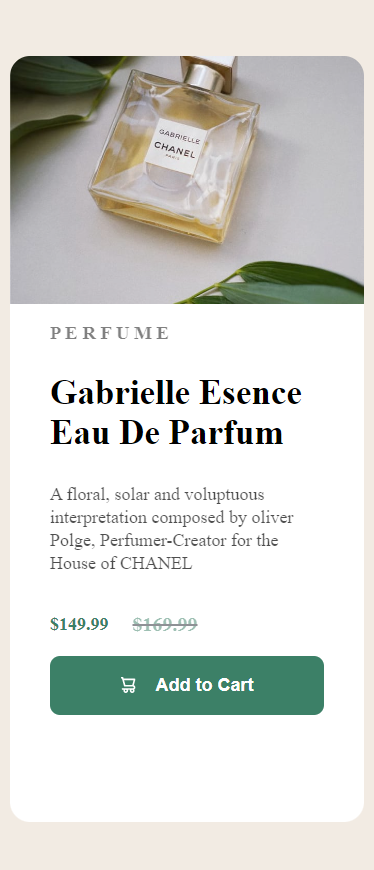 GABRIELLE
CHANEL
PARIS
PERFUME
Gabrielle Esence
Eau De Parfum
A floral, solar and voluptuous
interpretation composed by oliver
Polge, Perfumer-Creator for the
House of CHANEL
$149.99 $169.99
Add to Cart